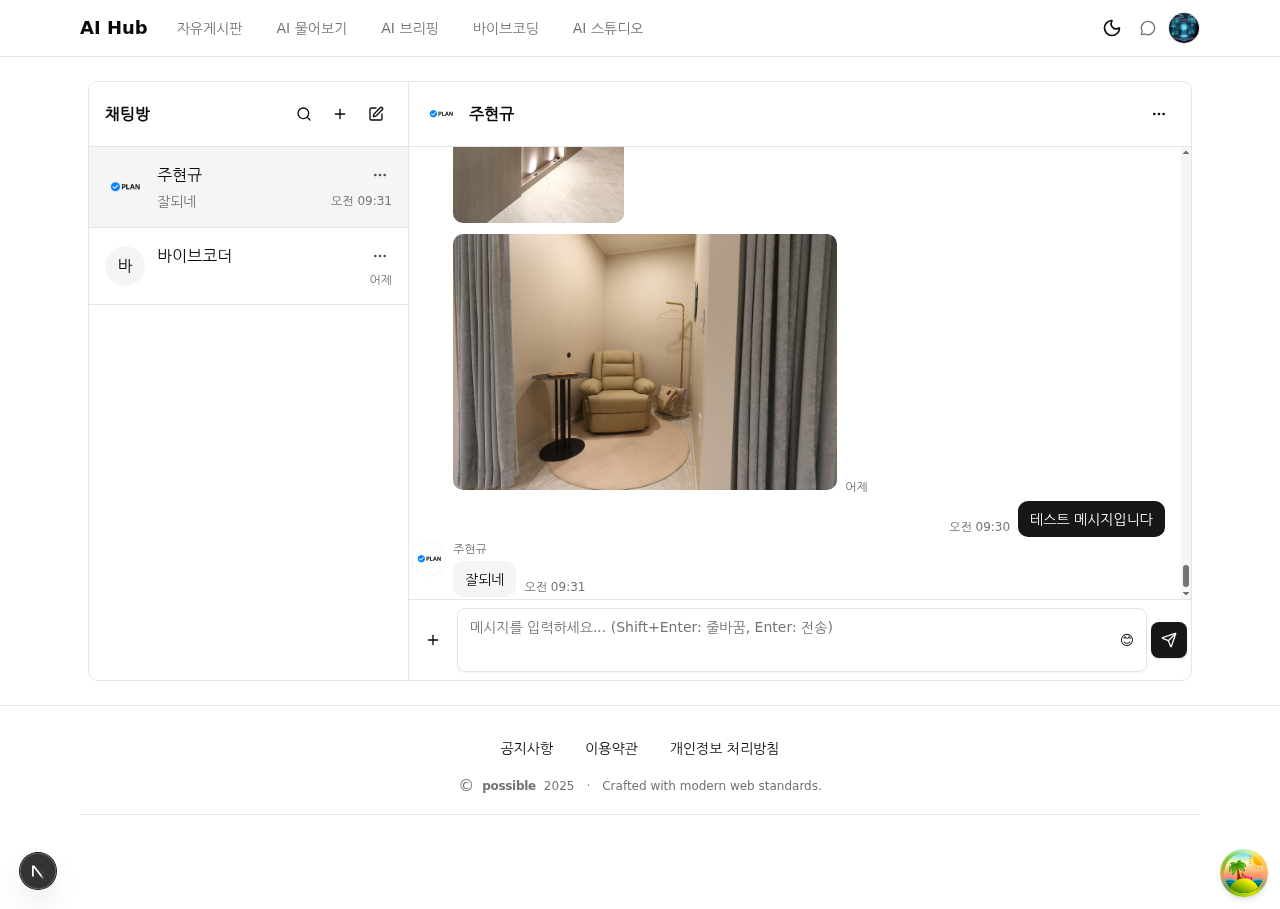 AI Hub 자유게시판 AI 물어보기 AI 브리핑 바이브코딩 AI 스튜디오
채팅방
PLAN 주현규
PLAN 주현규
잘되네 오전 09:31
바 바이브코더
어제
어제
오전 09:30 테스트 메시지입니다
PLAN 주현규
잘되네 오전 09:31
메시지를 입력하세요... (Shift+Enter: 줄바꿈, Enter: 전송)
공지사항 이용약관 개인정보 처리방침
© possible 2025 · Crafted with modern web standards.
N